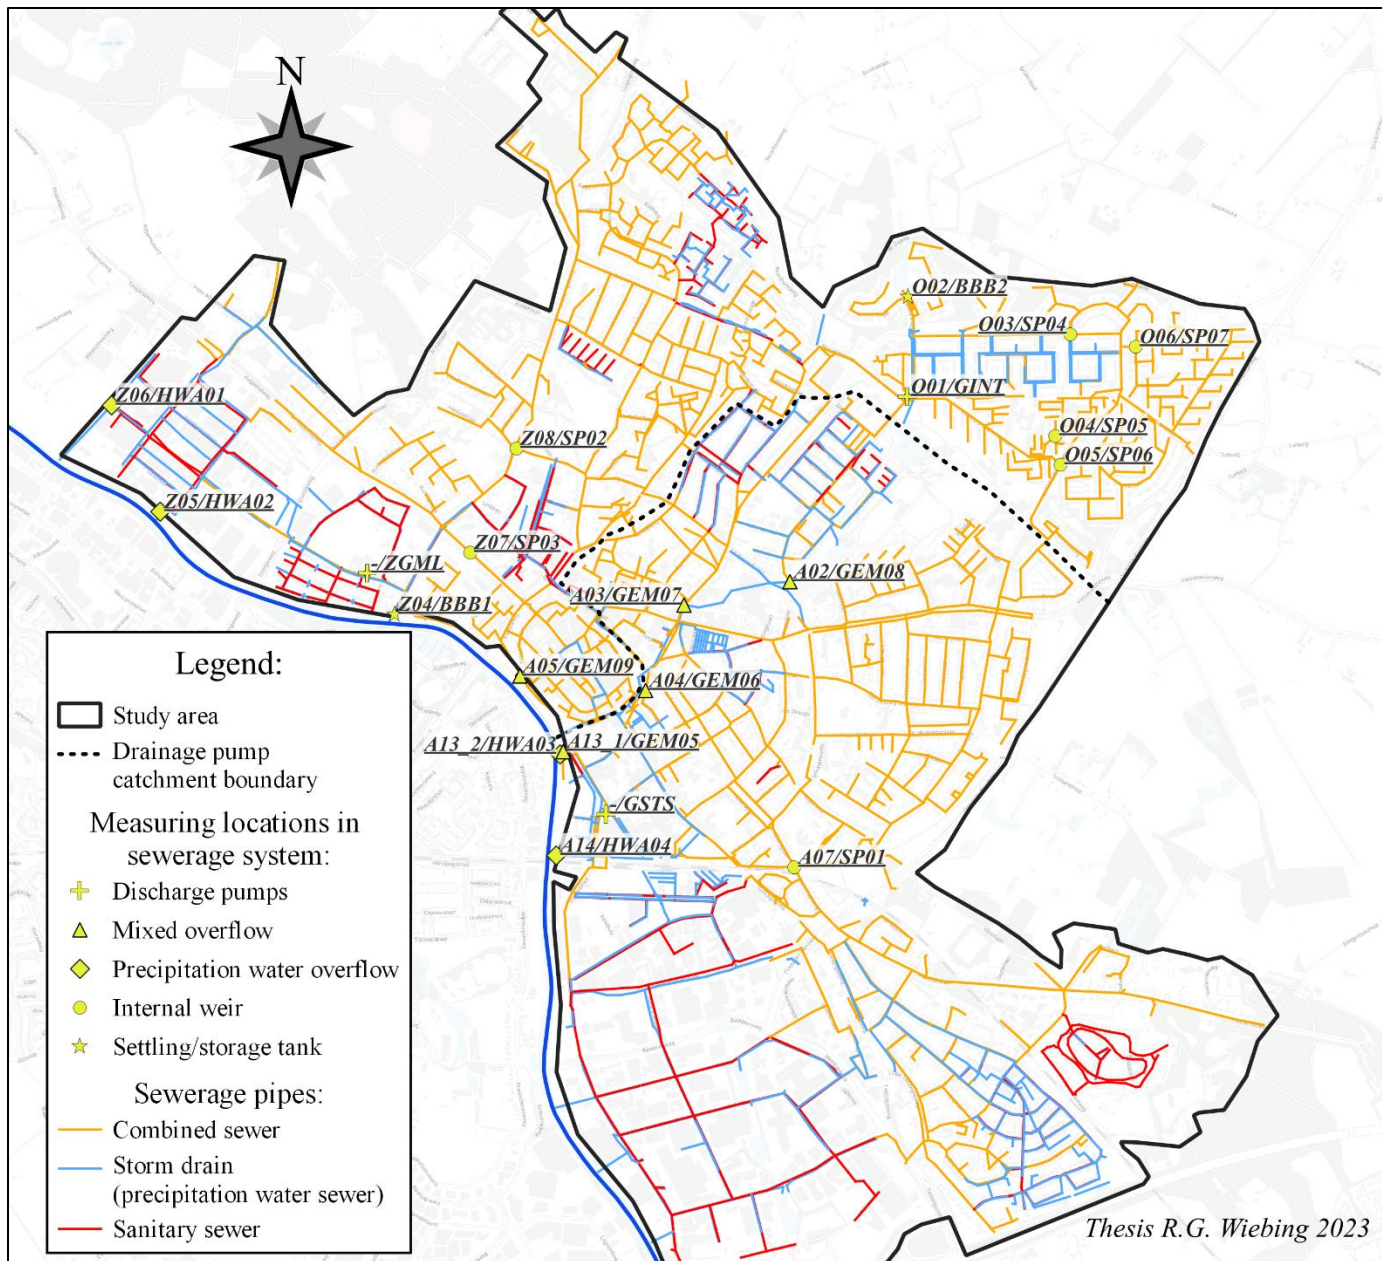 N
O02/BBB2
O03/SP04
O06/SP07
O01/GINT
Z06/HWA01
Z08/SP02
O04/SP05
O05/SP06
Z05/HWA02
Z07/SP03
-/ZGML
A02/GEM08
A03/GEM07
Z04/BBB1
A05/GEM09
A04/GEM06
A13_2/HWA03
A13_1/GEM05
-/GSTS
A14/HWA04
A07/SP01
Legend:
Study area
Drainage pump
catchment boundary
Measuring locations in
sewerage system:
Discharge pumps
Mixed overflow
Precipitation water overflow
Internal weir
Settling/storage tank
Sewerage pipes:
Combined sewer
Storm drain
(precipitation water sewer)
Sanitary sewer
Thesis R.G. Wiebing 2023